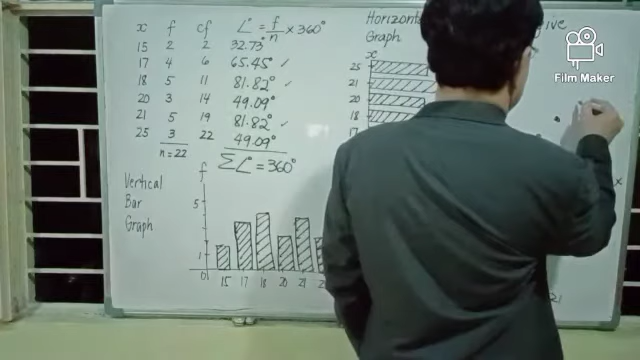 x f cf ∠° = f/n x 360°
15 2 2 32.73°
17 4 6 65.45° ✓
18 5 11 81.82° ✓
20 3 14 49.09°
21 5 19 81.82° ✓
25 3 22 49.09°
n = 22 Σ∠° = 360°
Vertical
Bar
Graph
f
5
1
0 15 17 18 20 21
Graph
x
25
21
20
18
17
x
21
Film Maker